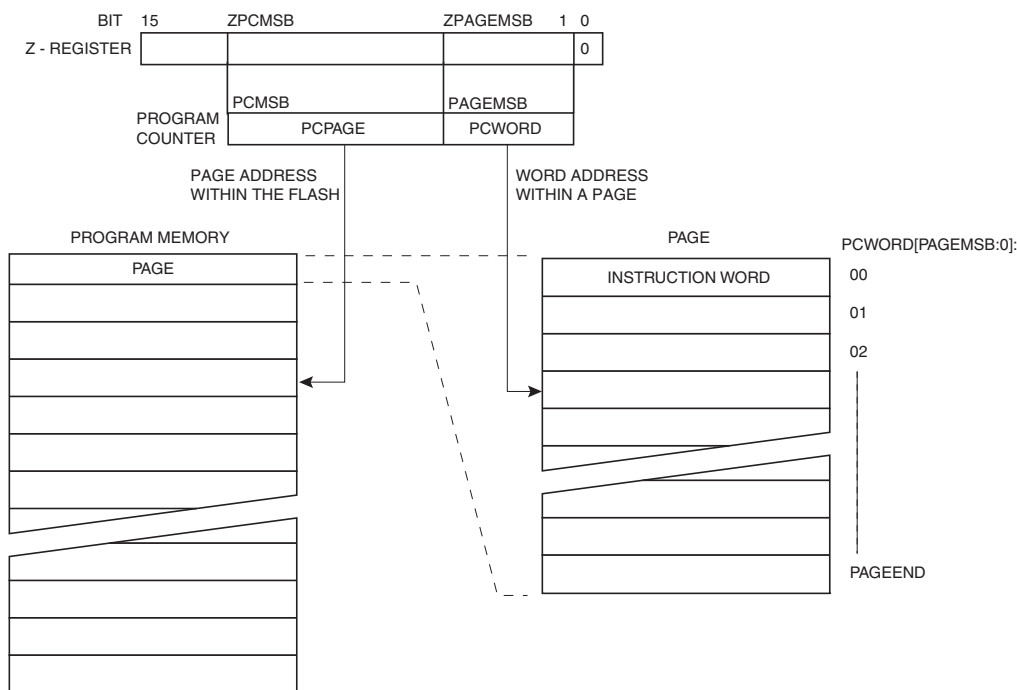 BIT 15 ZPCMSB ZPAGEMSB 1 0
Z - REGISTER 0
PCMSB PAGEMSB
PROGRAM
COUNTER
PCPAGE PCWORD
PAGE ADDRESS
WITHIN THE FLASH
WORD ADDRESS
WITHIN A PAGE
PROGRAM MEMORY
PAGE
PAGE
INSTRUCTION WORD
PCWORD[PAGEMSB:0]:
00
01
02
PAGEEND